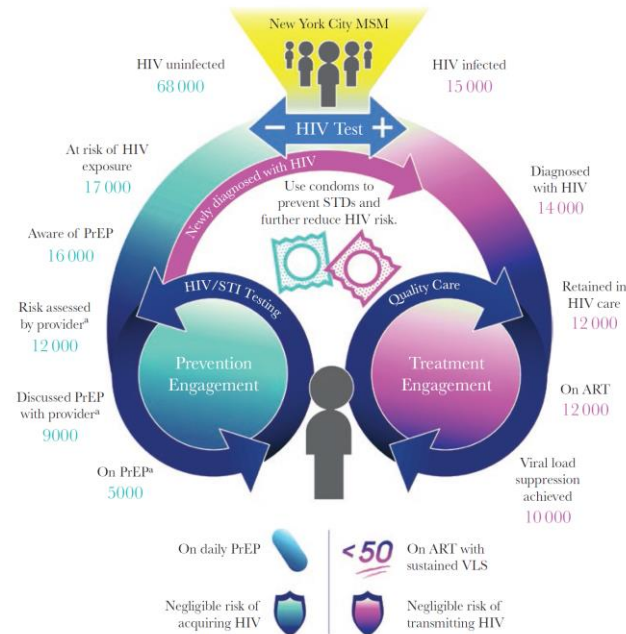 New York City MSM
HIV uninfected
68 000
HIV infected
15 000
− HIV Test +
At risk of HIV
exposure
17 000
Newly diagnosed with HIV
Use condoms to
prevent STDs and
further reduce HIV risk.
Diagnosed
with HIV
14 000
Aware of PrEP
16 000
HIV/STI Testing
Quality Care
Retained in
HIV care
12 000
Risk assessed
by providerᵃ
12 000
Prevention
Engagement
Treatment
Engagement
Discussed PrEP
with providerᵃ
9000
On ART
12 000
On PrEPᵃ
5000
Viral load
suppression
achieved
10 000
On daily PrEP
<50
On ART with
sustained VLS
Negligible risk of
acquiring HIV
Negligible risk of
transmitting HIV